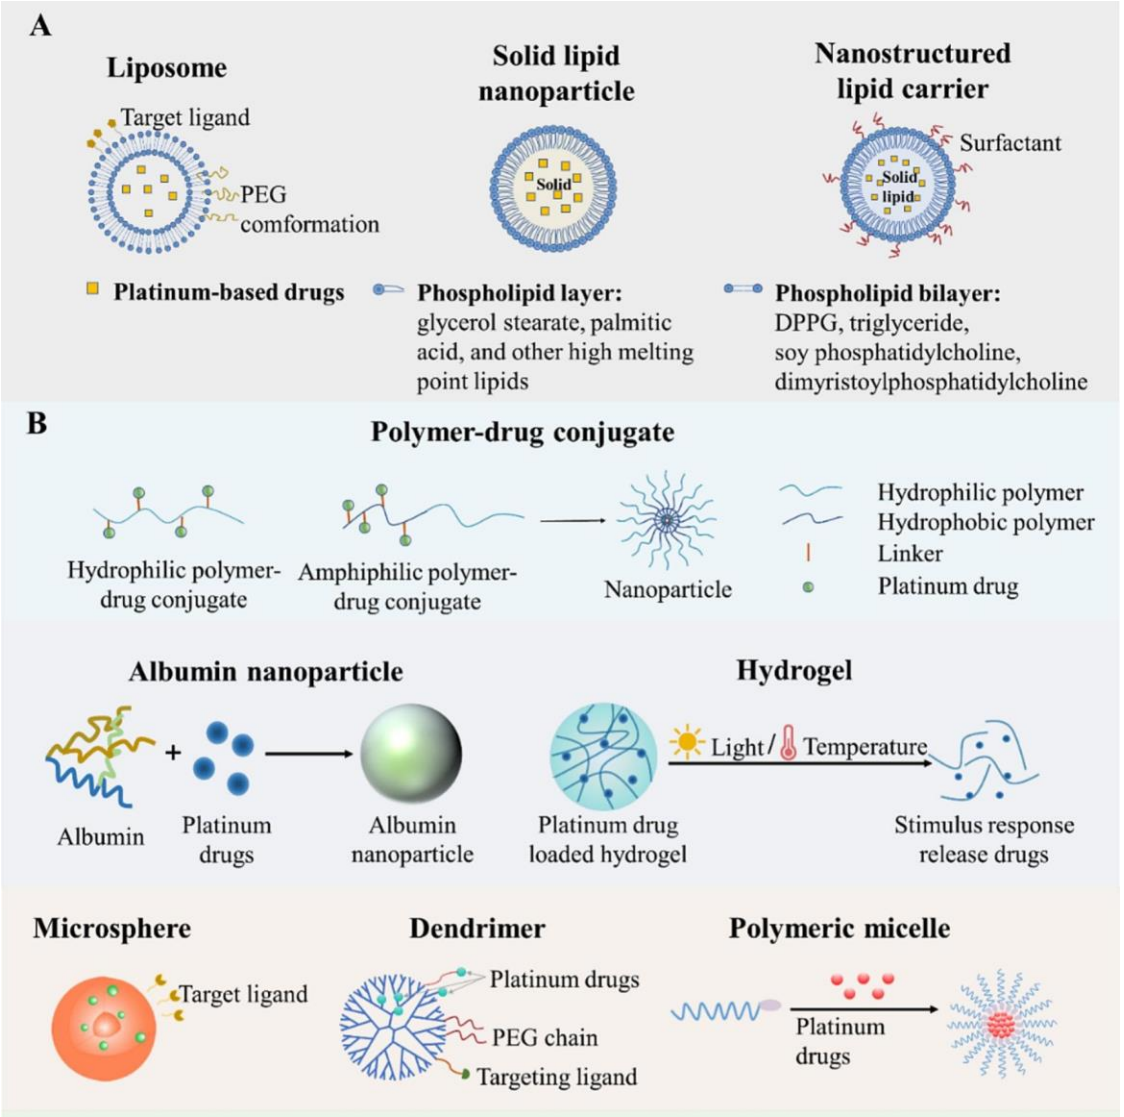 A
Liposome
Target ligand
PEG
comformation
Solid lipid
nanoparticle
Solid
Nanostructured
lipid carrier
Surfactant
Solid
lipid
Platinum-based drugs
Phospholipid layer:
glycerol stearate, palmitic
acid, and other high melting
point lipids
Phospholipid bilayer:
DPPG, triglyceride,
soy phosphatidylcholine,
dimyristoylphosphatidylcholine
B
Polymer-drug conjugate
Hydrophilic polymer-
drug conjugate
Amphiphilic polymer-
drug conjugate
Nanoparticle
Hydrophilic polymer
Hydrophobic polymer
Linker
Platinum drug
Albumin nanoparticle
Albumin
+
Platinum
drugs
Albumin
nanoparticle
Hydrogel
Platinum drug
loaded hydrogel
Light/ Temperature
Stimulus response
release drugs
Microsphere
Target ligand
Dendrimer
Platinum drugs
PEG chain
Targeting ligand
Polymeric micelle
Platinum
drugs